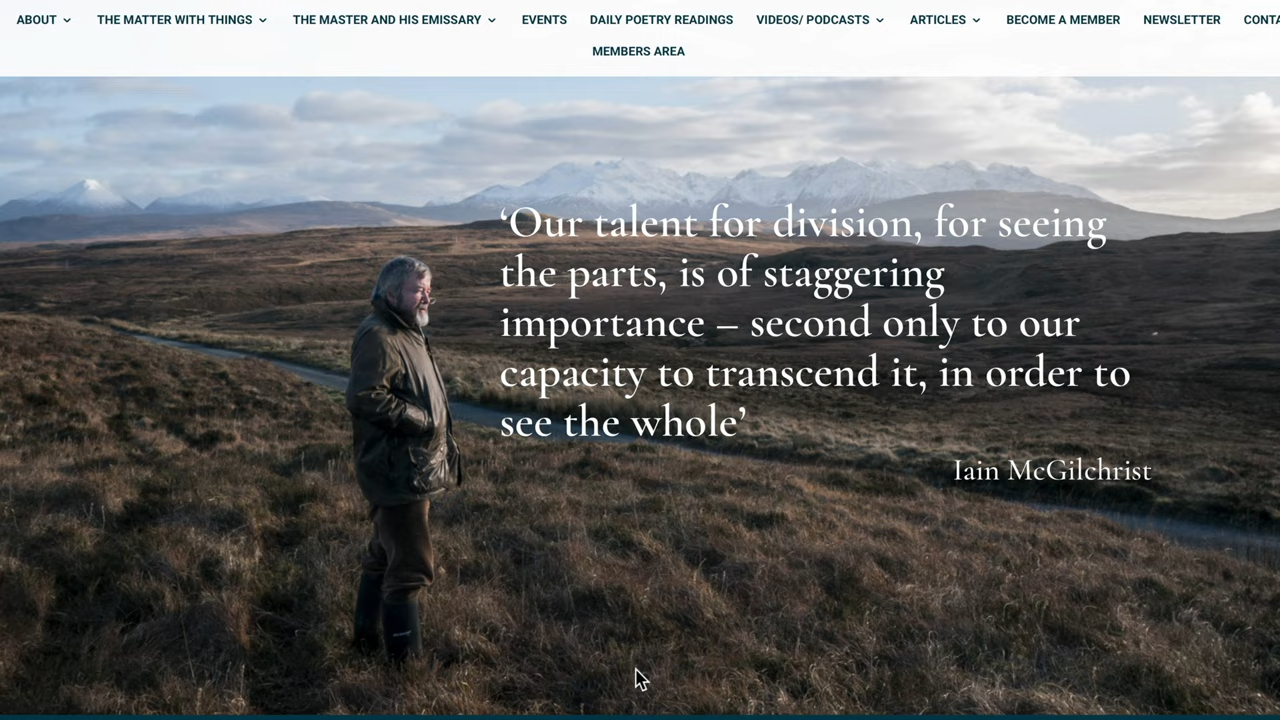 ABOUT THE MATTER WITH THINGS THE MASTER AND HIS EMISSARY EVENTS DAILY POETRY READINGS VIDEOS/ PODCASTS ARTICLES BECOME A MEMBER NEWSLETTER CONTA
MEMBERS AREA
‘Our talent for division, for seeing
the parts, is of staggering
importance – second only to our
capacity to transcend it, in order to
see the whole’
Iain McGilchrist